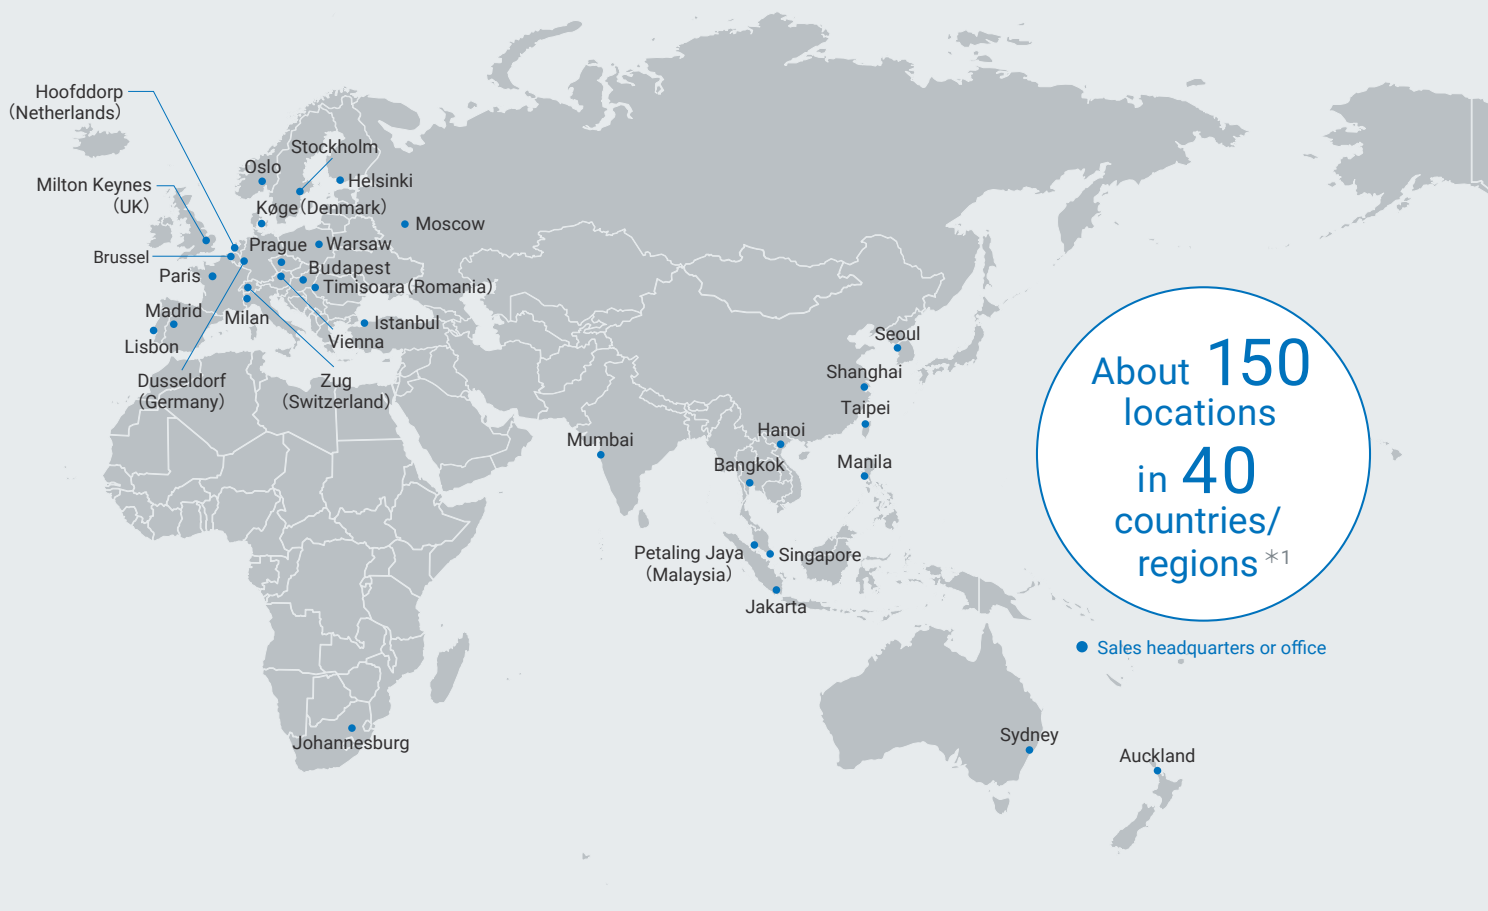 Hoofddorp
（Netherlands）
Stockholm
Oslo
Helsinki
Milton Keynes
（UK）
Køge（Denmark）
Moscow
Prague
Warsaw
Brussel
Budapest
Paris
Timisoara（Romania）
Madrid
Milan
Istanbul
Vienna
Lisbon
Dusseldorf
（Germany）
Zug
（Switzerland）
Seoul
Shanghai
Taipei
Hanoi
Mumbai
Bangkok
Manila
Petaling Jaya
（Malaysia）
Singapore
Jakarta
Johannesburg
Sydney
Auckland
About 150
locations
in 40
countries/
regions ＊1
Sales headquarters or office